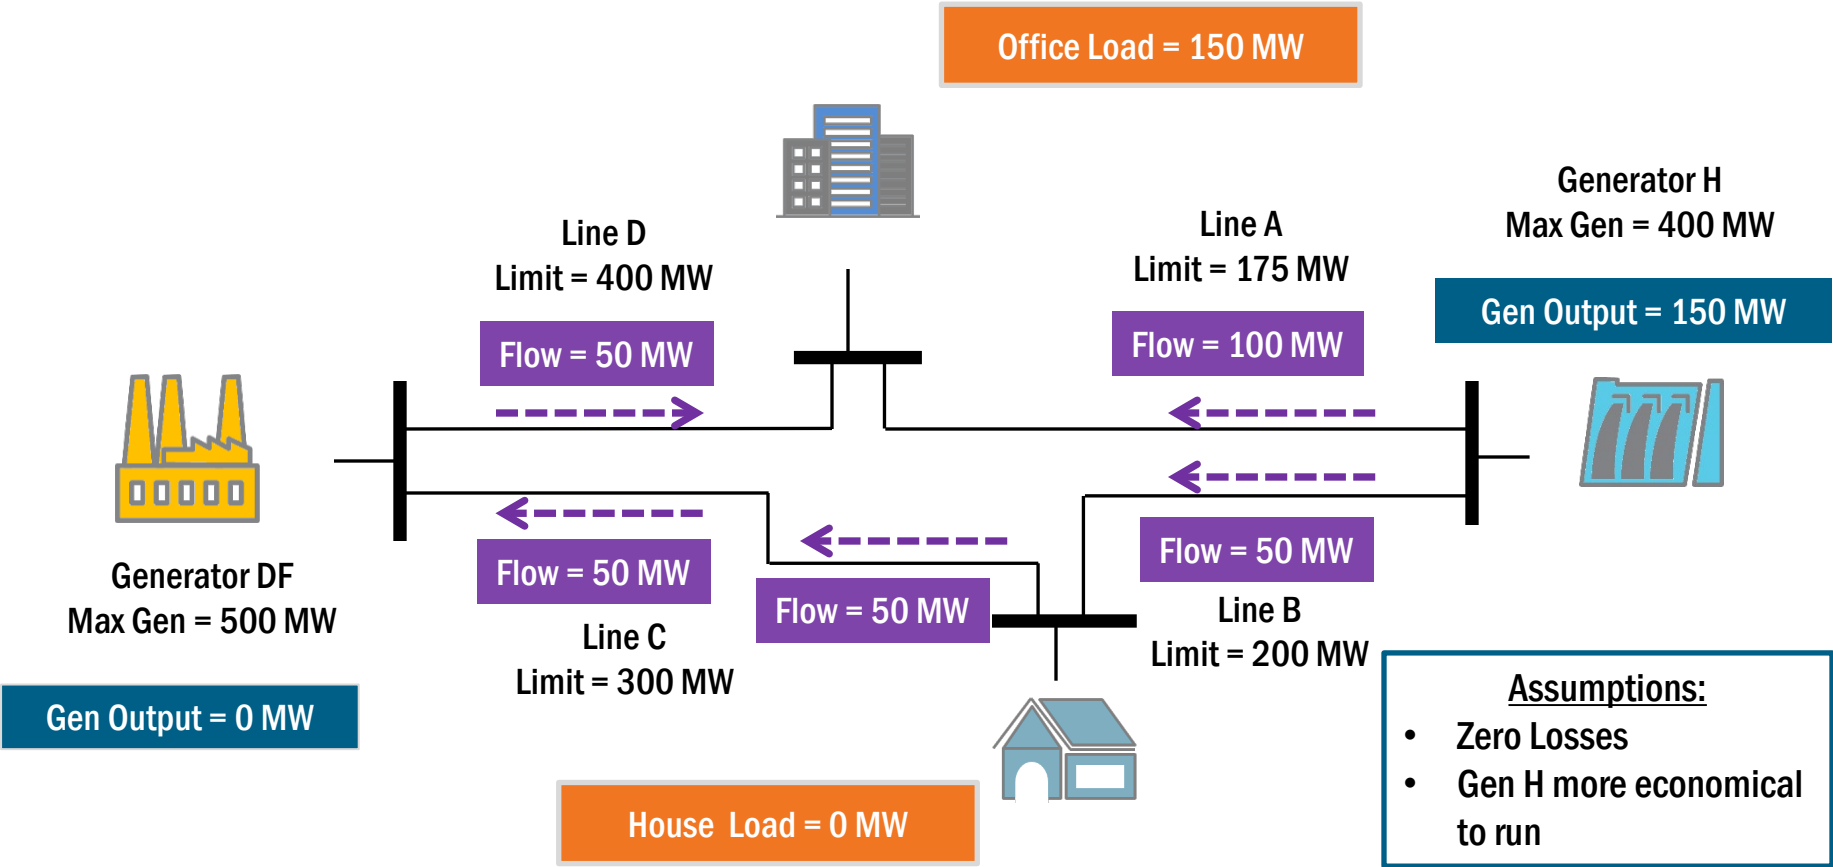 Office Load = 150 MW
Generator H
Max Gen = 400 MW
Line D
Limit = 400 MW
Line A
Limit = 175 MW
Gen Output = 150 MW
Flow = 50 MW
Flow = 100 MW
Flow = 50 MW
Flow = 50 MW
Flow = 50 MW
Generator DF
Max Gen = 500 MW
Line C
Limit = 300 MW
Line B
Limit = 200 MW
Gen Output = 0 MW
House Load = 0 MW
Assumptions:
• Zero Losses
• Gen H more economical
to run